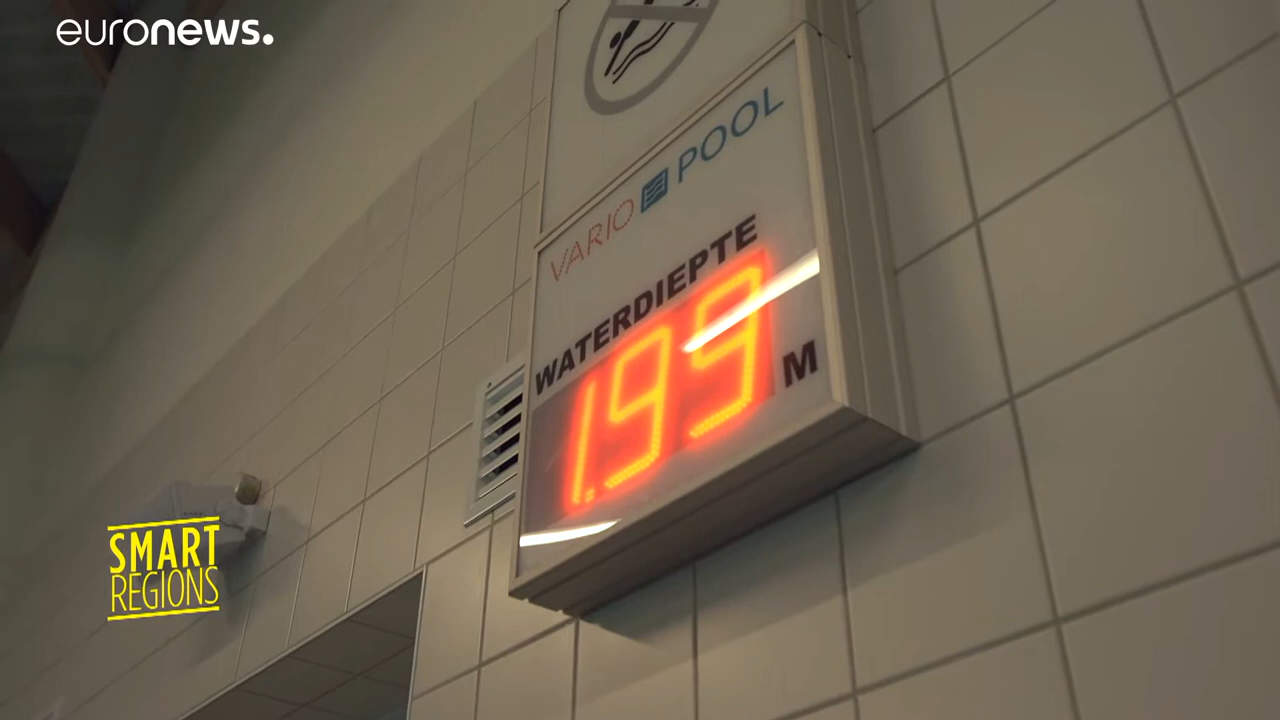 euronews.
VARIO POOL
WATERDIEPTE
1.99 M
SMART
REGIONS